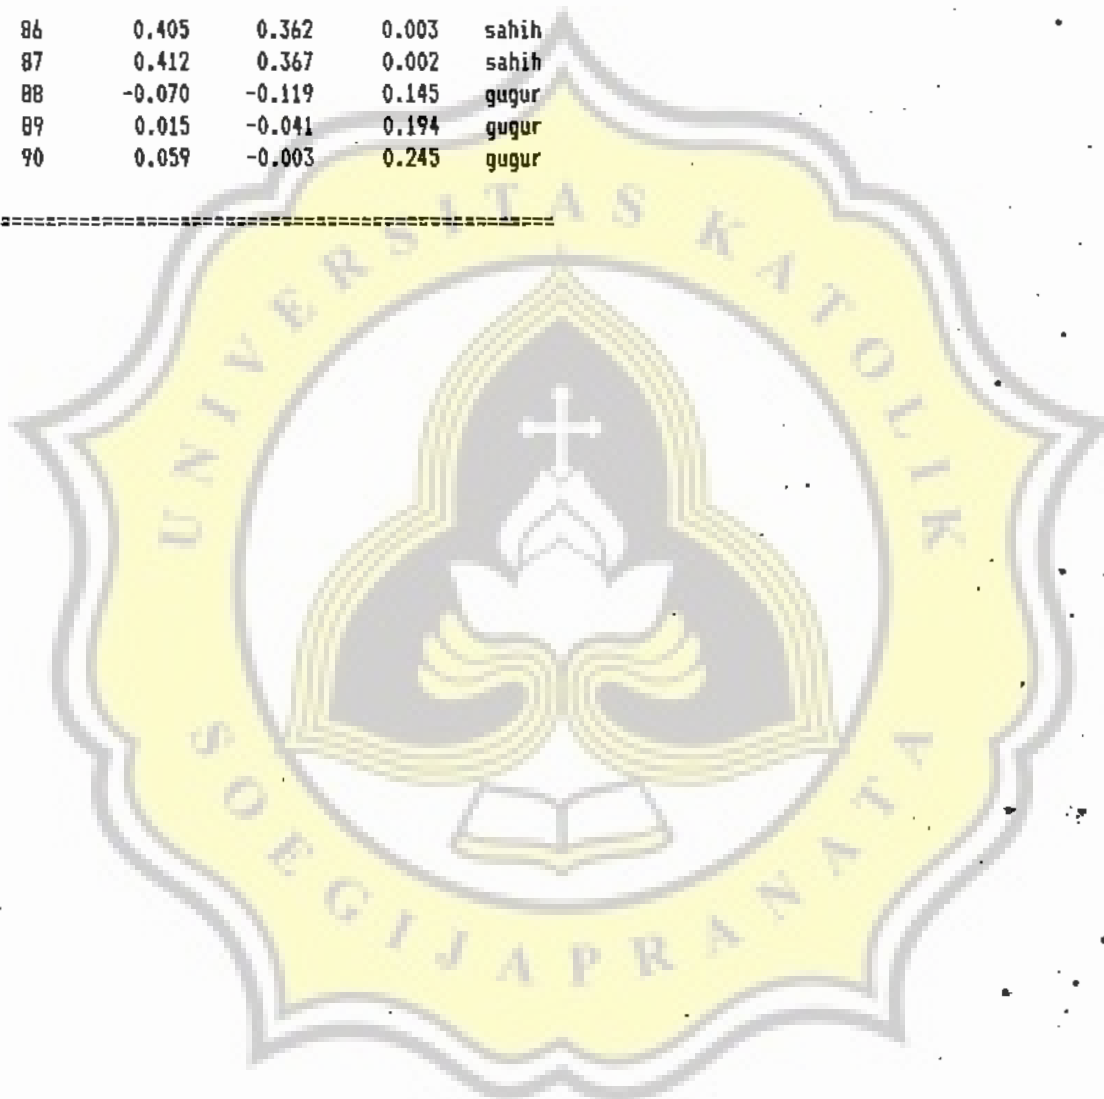 86 0.405 0.362 0.003 sahih
87 0.412 0.367 0.002 sahih
88 -0.070 -0.119 0.145 gugur
89 0.015 -0.041 0.194 gugur
90 0.059 -0.003 0.245 gugur
UNIVERSITAS KATOLIK
SOEGIJAPRANATA